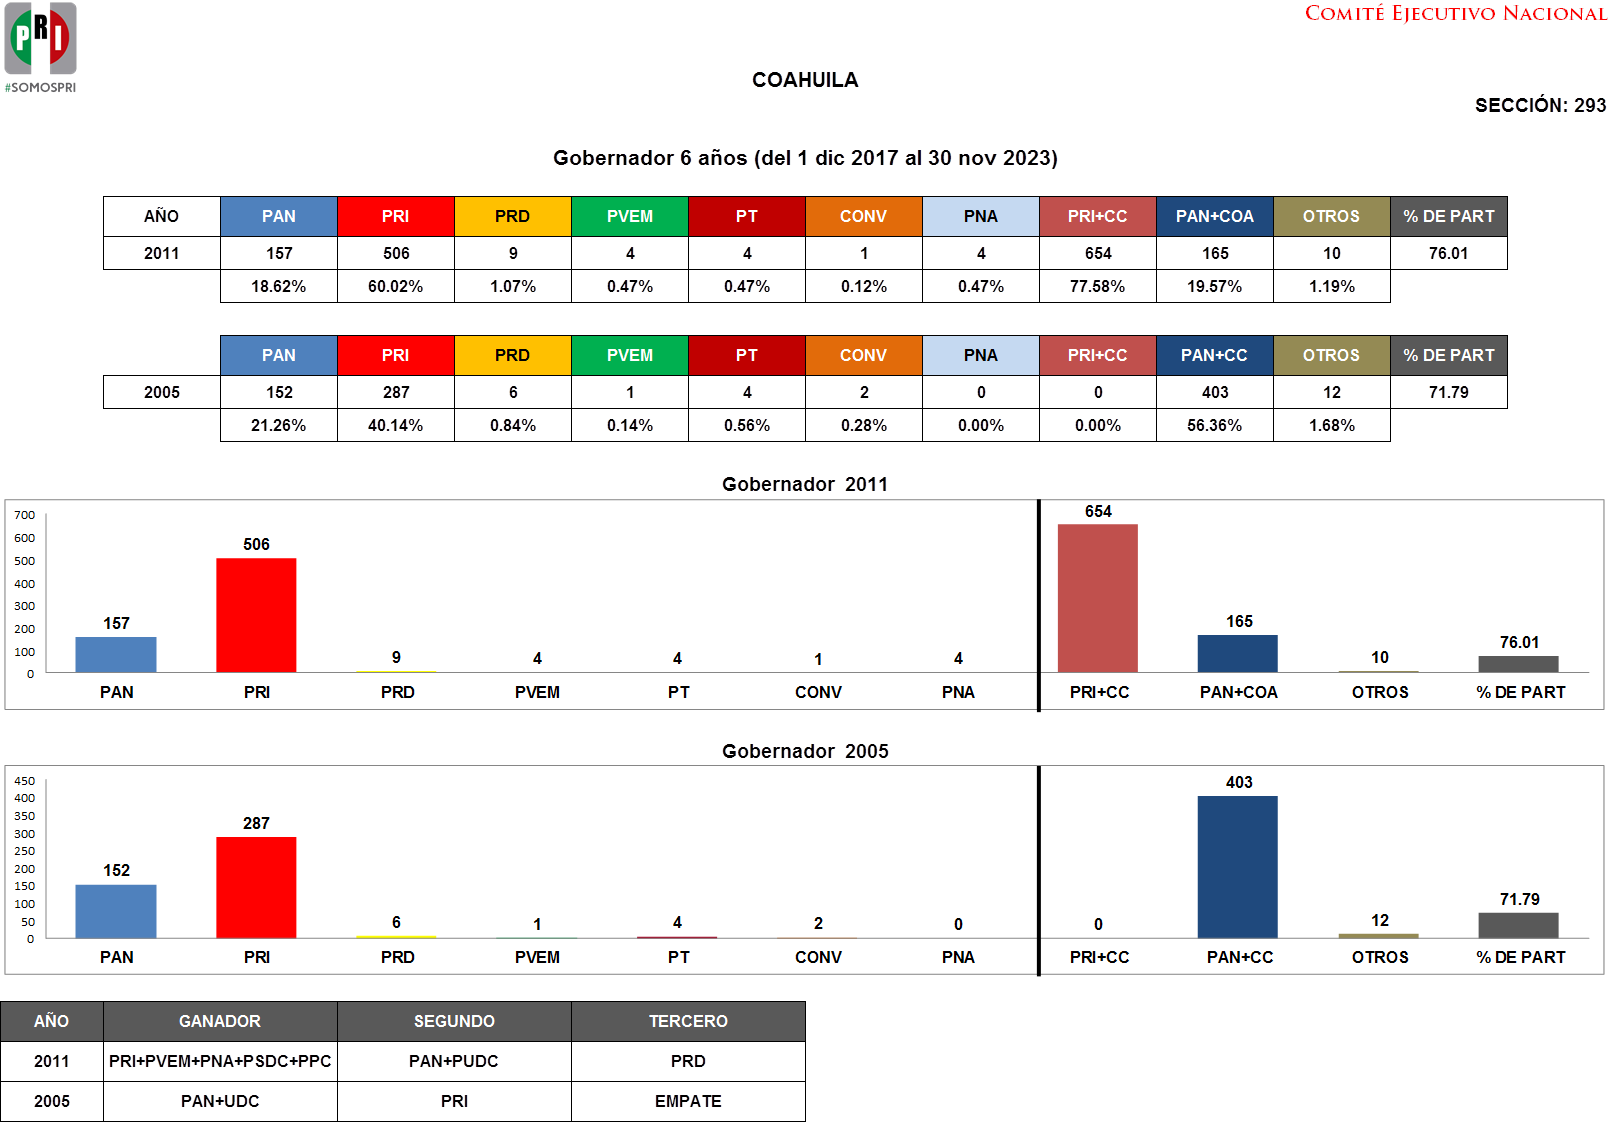 PRI
#SOMOSPRI
COMITÉ EJECUTIVO NACIONAL
COAHUILA
SECCIÓN: 293
Gobernador 6 años (del 1 dic 2017 al 30 nov 2023)
AÑO PAN PRI PRD PVEM PT CONV PNA PRI+CC PAN+COA OTROS % DE PART
2011 157 506 9 4 4 1 4 654 165 10 76.01
18.62% 60.02% 1.07% 0.47% 0.47% 0.12% 0.47% 77.58% 19.57% 1.19%
PAN PRI PRD PVEM PT CONV PNA PRI+CC PAN+CC OTROS % DE PART
2005 152 287 6 1 4 2 0 0 403 12 71.79
21.26% 40.14% 0.84% 0.14% 0.56% 0.28% 0.00% 0.00% 56.36% 1.68%
Gobernador 2011
700
600
500
400
300
200
100
0
157 506 9 4 4 1 4 654 165 10 76.01
PAN PRI PRD PVEM PT CONV PNA PRI+CC PAN+COA OTROS % DE PART
Gobernador 2005
450
400
350
300
250
200
150
100
50
0
152 287 6 1 4 2 0 0 403 12 71.79
PAN PRI PRD PVEM PT CONV PNA PRI+CC PAN+CC OTROS % DE PART
AÑO GANADOR SEGUNDO TERCERO
2011 PRI+PVEM+PNA+PSDC+PPC PAN+PUDC PRD
2005 PAN+UDC PRI EMPATE